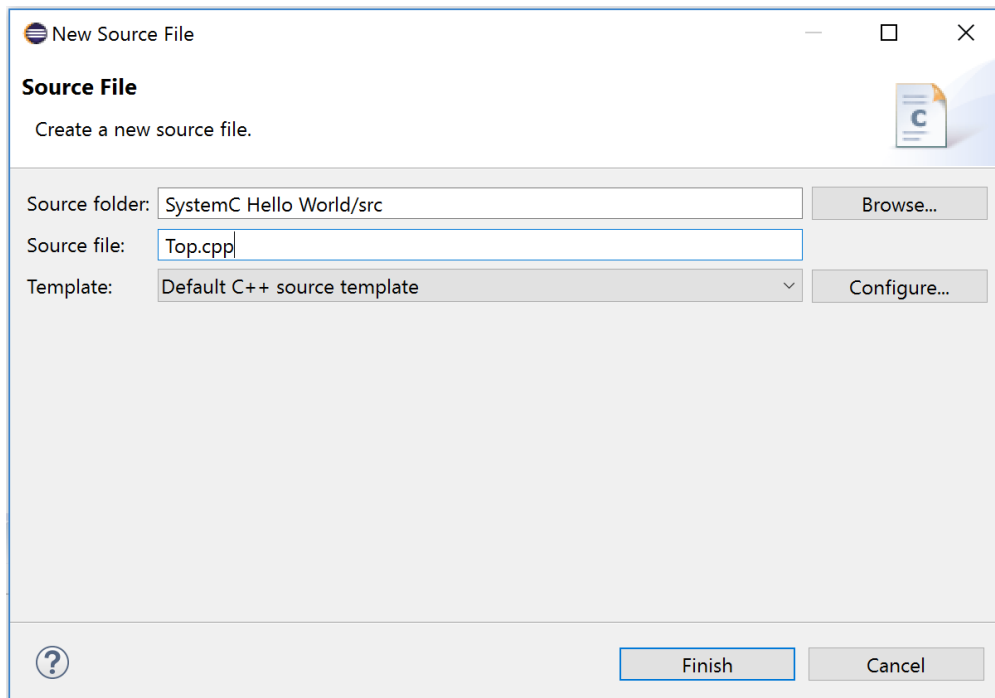 New Source File
Source File
Create a new source file.
C
Source folder: SystemC Hello World/src Browse...
Source file: Top.cpp
Template: Default C++ source template Configure...
? Finish Cancel